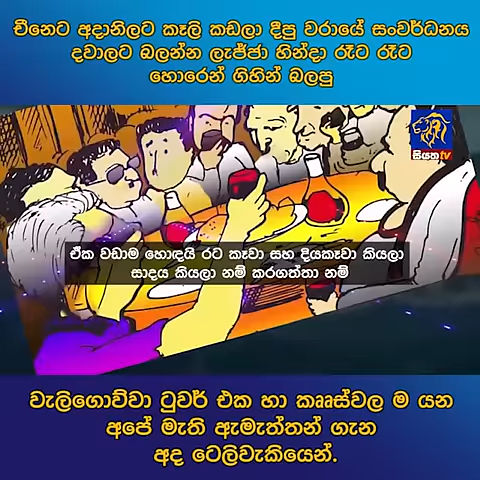 චීනෙට අදානිලට කෑලි කඩලා දීපු වරායේ සංවර්ධනය
දවාලට බලන්න ලැජ්ජා හින්දා රෑට රෑට
හොරෙන් ගිහින් බලපු
සියත tv
ඒක වඩාම හොඳයි රට කෑවා සහ දියකෑවා කියලා
සාදය කියලා නම් කරගත්තා නම්
වැලිගොව්වා ටුවර් එක හා කෲස්වල ම යන
අපේ මැති ඇමැත්තන් ගැන
අද ටෙලිවැකියෙන්.